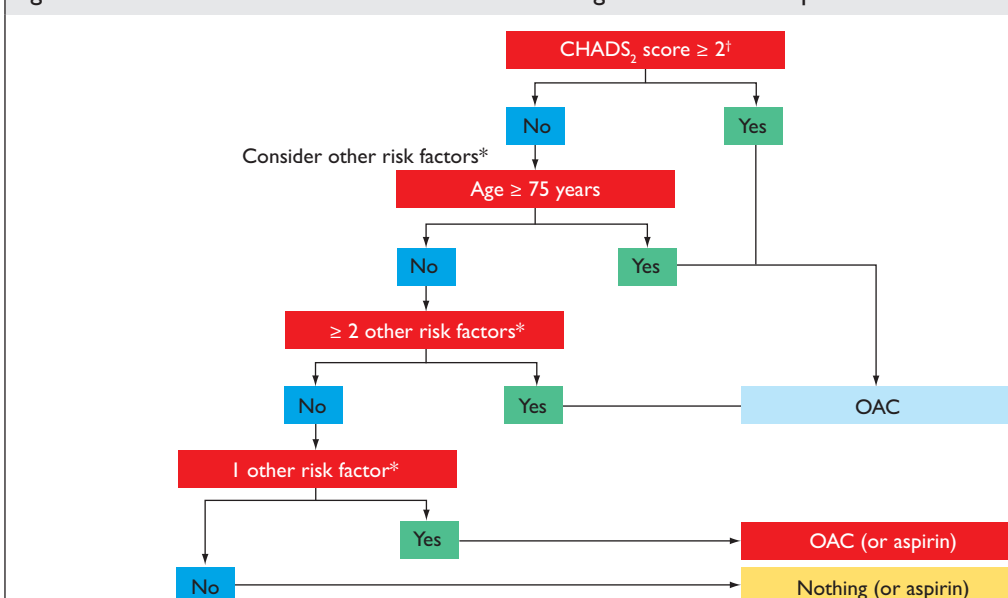 CHADS₂ score ≥ 2†
No
Yes
Consider other risk factors*
Age ≥ 75 years
No
Yes
≥ 2 other risk factors*
No
Yes
OAC
1 other risk factor*
Yes
OAC (or aspirin)
No
Nothing (or aspirin)